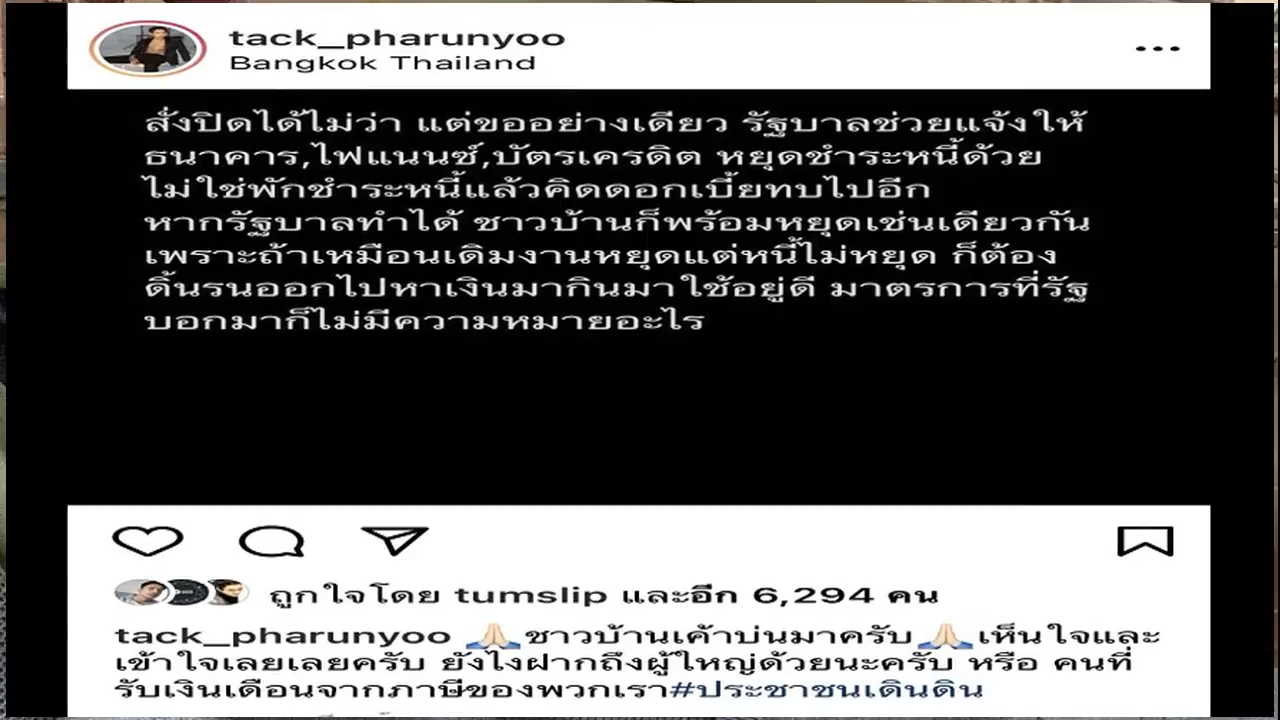 tack_pharunyoo
Bangkok Thailand
สั่งปิดได้ไม่ว่า แต่ขออย่างเดียว รัฐบาลช่วยแจ้งให้
ธนาคาร,ไฟแนนซ์,บัตรเครดิต หยุดชำระหนี้ด้วย
ไม่ใช่พักชำระหนี้แล้วคิดดอกเบี้ยทบไปอีก
หากรัฐบาลทำได้ ชาวบ้านก็พร้อมหยุดเช่นเดียวกัน
เพราะถ้าเหมือนเดิมงานหยุดแต่หนี้ไม่หยุด ก็ต้อง
ดิ้นรนออกไปหาเงินมากินมาใช้อยู่ดี มาตรการที่รัฐ
บอกมาก็ไม่มีความหมายอะไร
ถูกใจโดย tumslip และอีก 6,294 คน
tack_pharunyoo 🙏🏻ชาวบ้านเค้าบ่นมาครับ🙏🏻เห็นใจและ
เข้าใจเลยเลยครับ ยังไงฝากถึงผู้ใหญ่ด้วยนะครับ หรือ คนที่
รับเงินเดือนจากภาษีของพวกเรา#ประชาชนเดินดิน